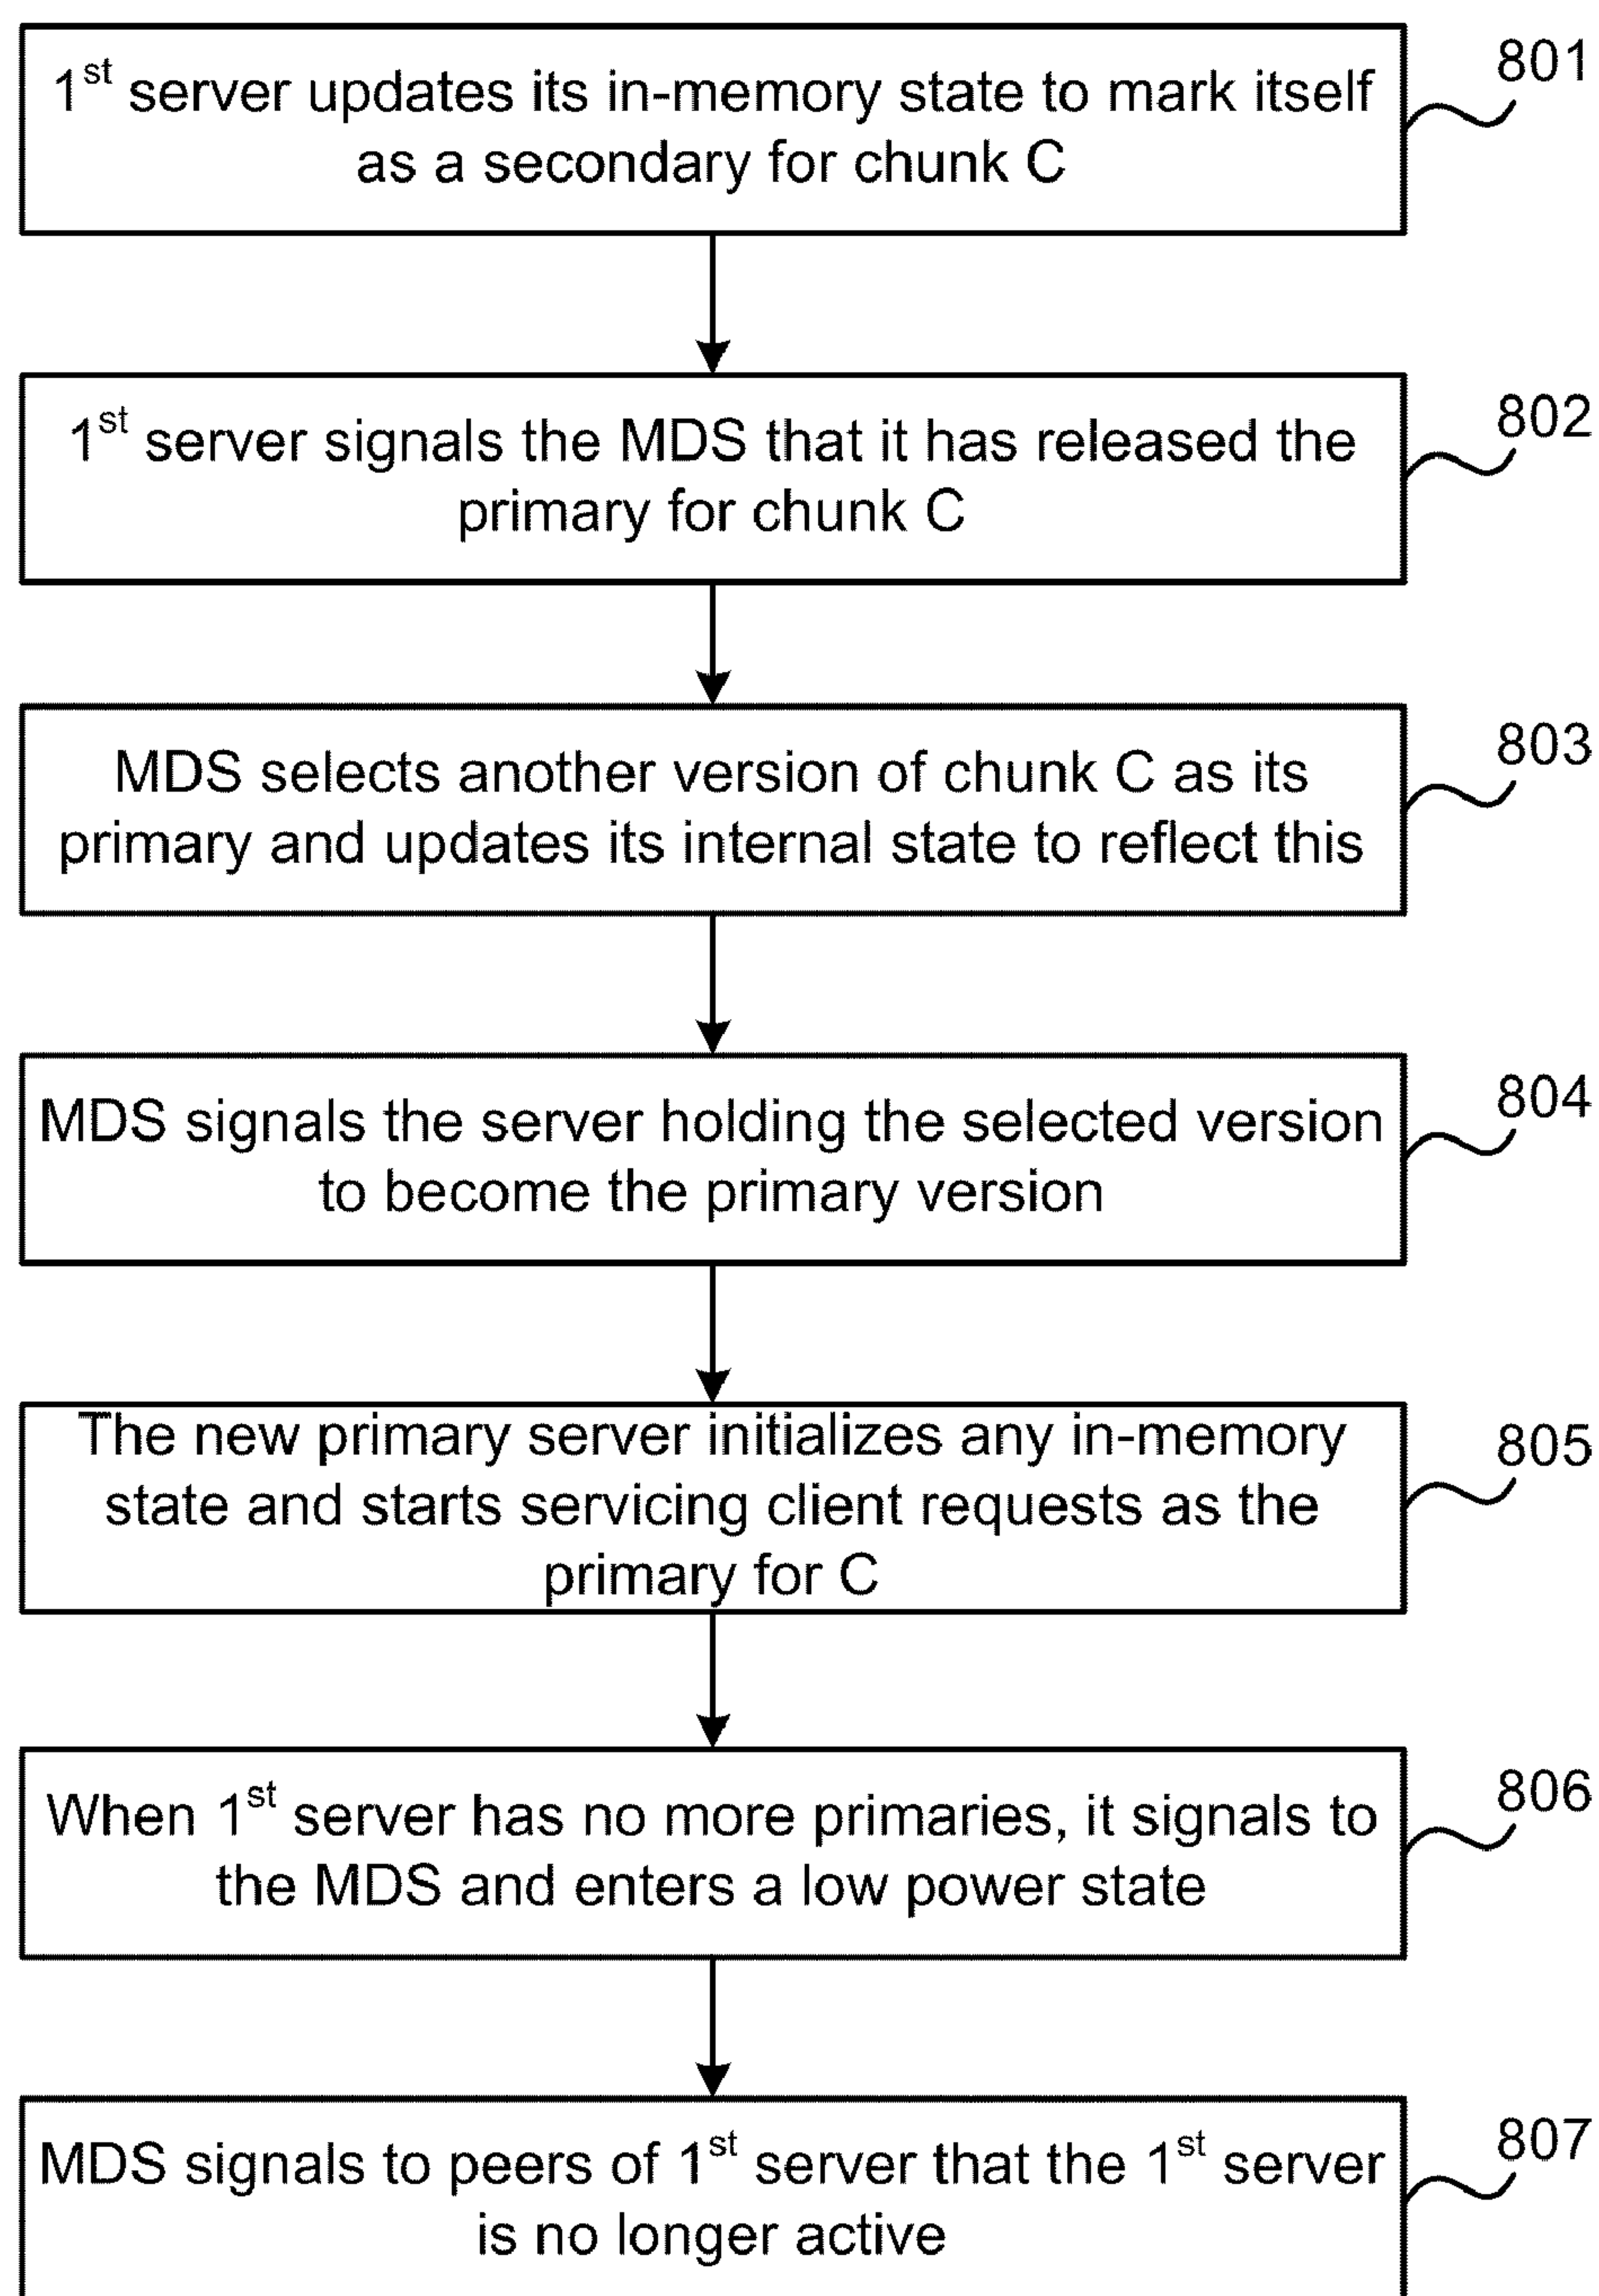 1st server updates its in-memory state to mark itself
as a secondary for chunk C
801
1st server signals the MDS that it has released the
primary for chunk C
802
MDS selects another version of chunk C as its
primary and updates its internal state to reflect this
803
MDS signals the server holding the selected version
to become the primary version
804
The new primary server initializes any in-memory
state and starts servicing client requests as the
primary for C
805
When 1st server has no more primaries, it signals to
the MDS and enters a low power state
806
MDS signals to peers of 1st server that the 1st server
is no longer active
807